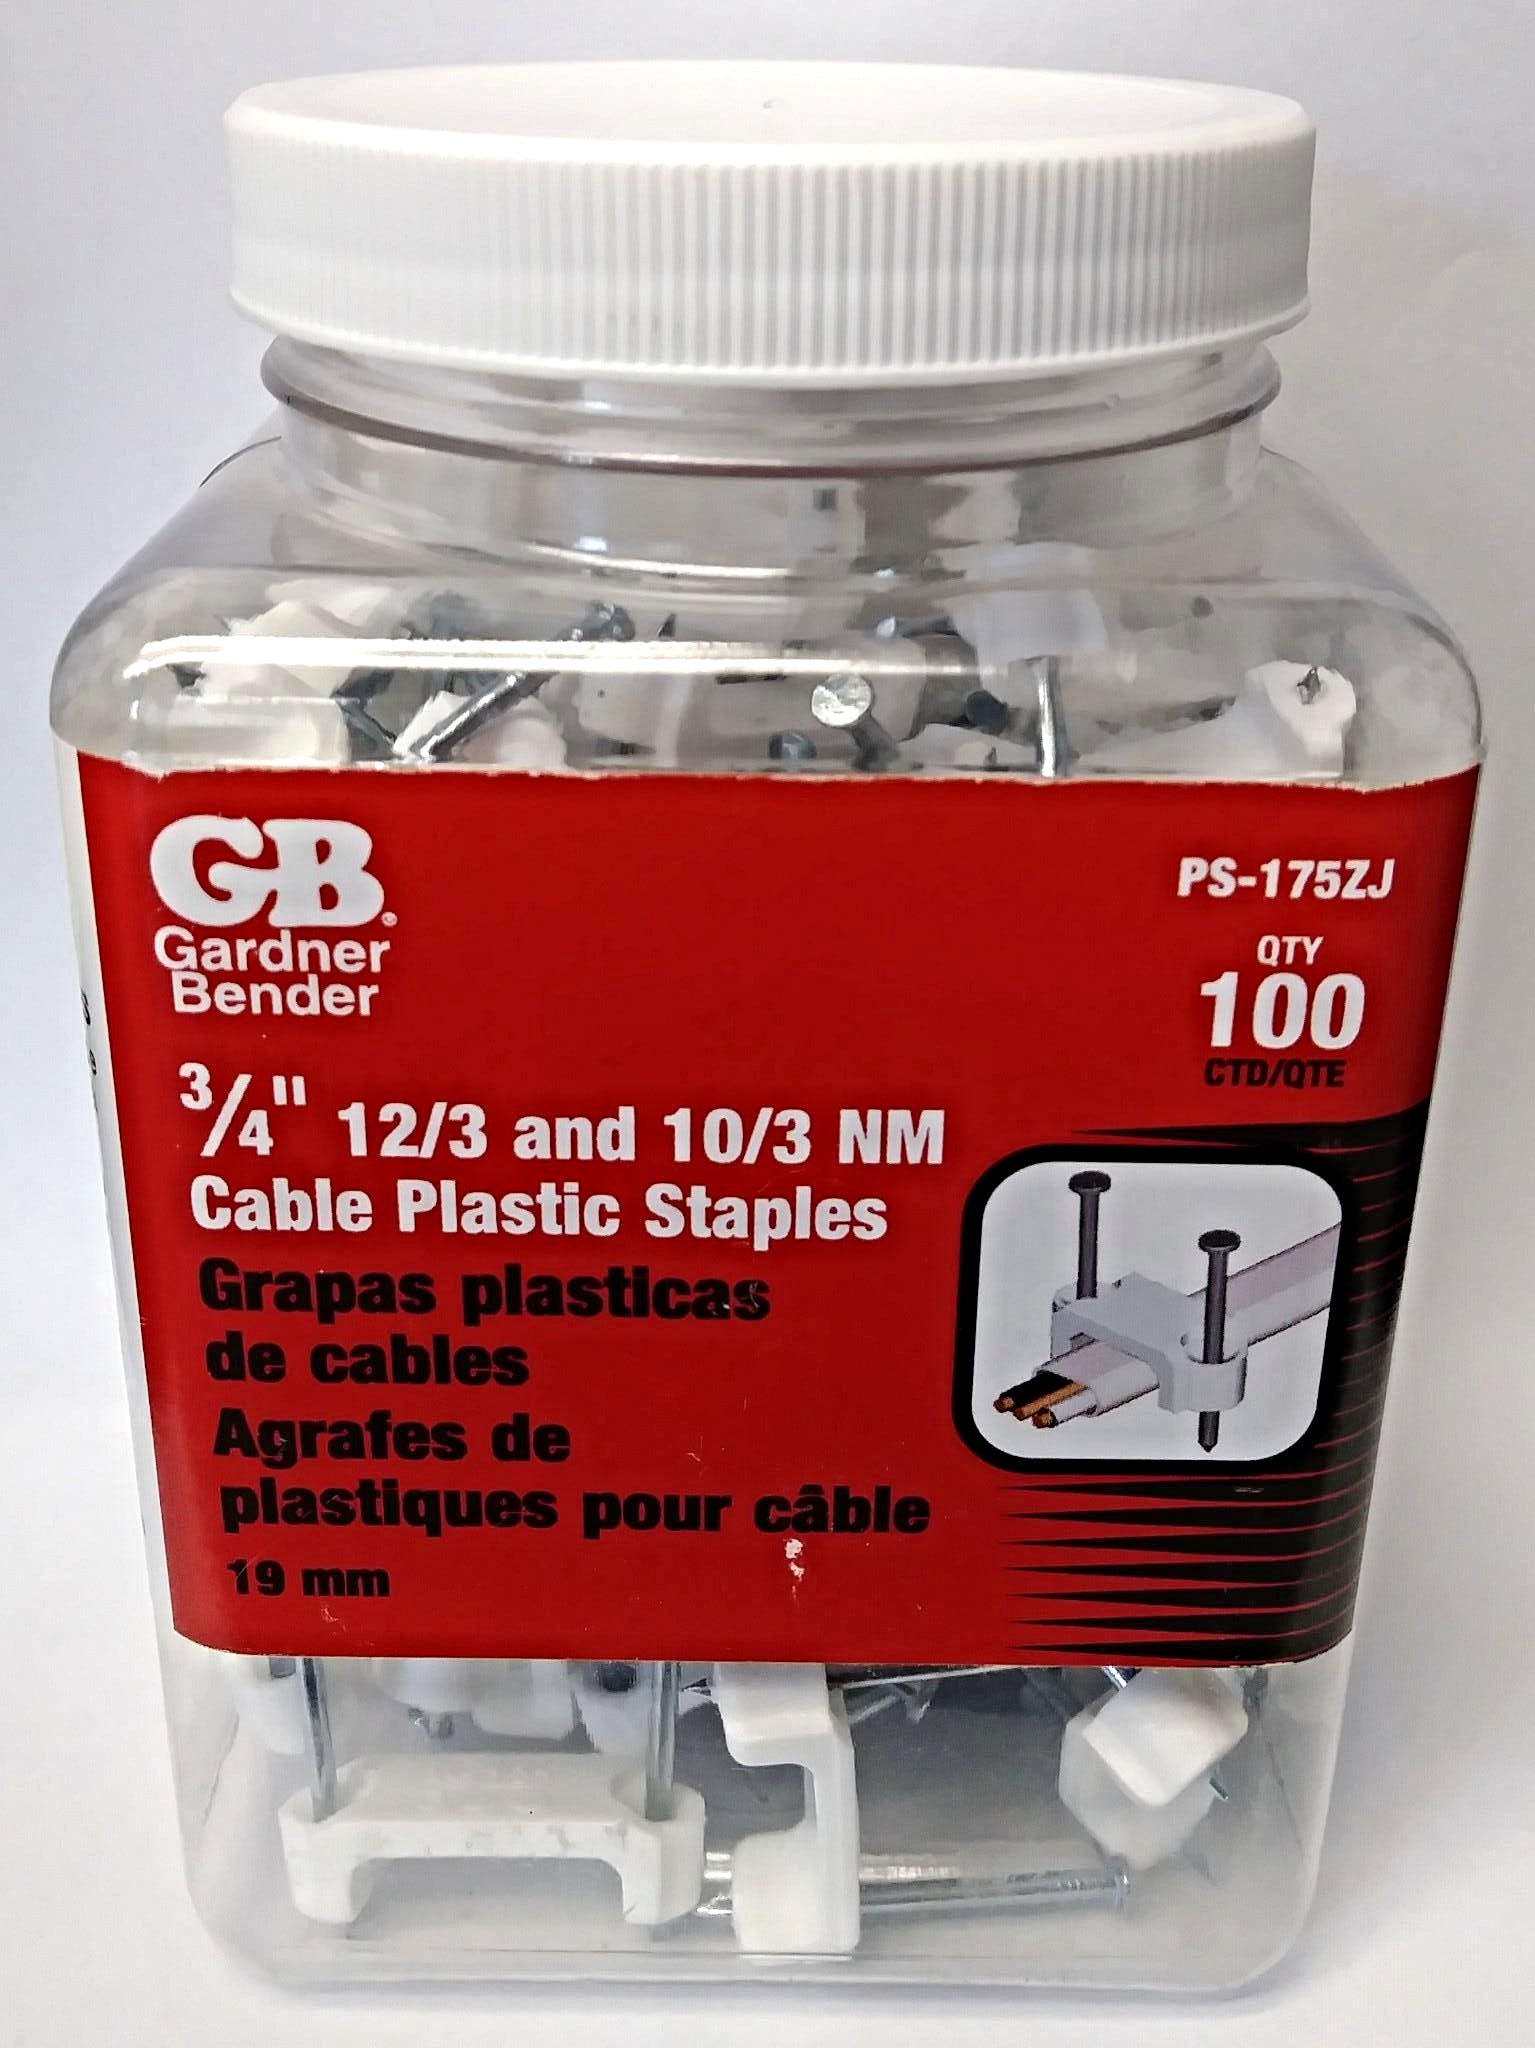 GB®
Gardner
Bender
PS-175ZJ
QTY
100
CTD/QTE
3/4" 12/3 and 10/3 NM
Cable Plastic Staples
Grapas plasticas
de cables
Agrafes de
plastiques pour câble
19 mm